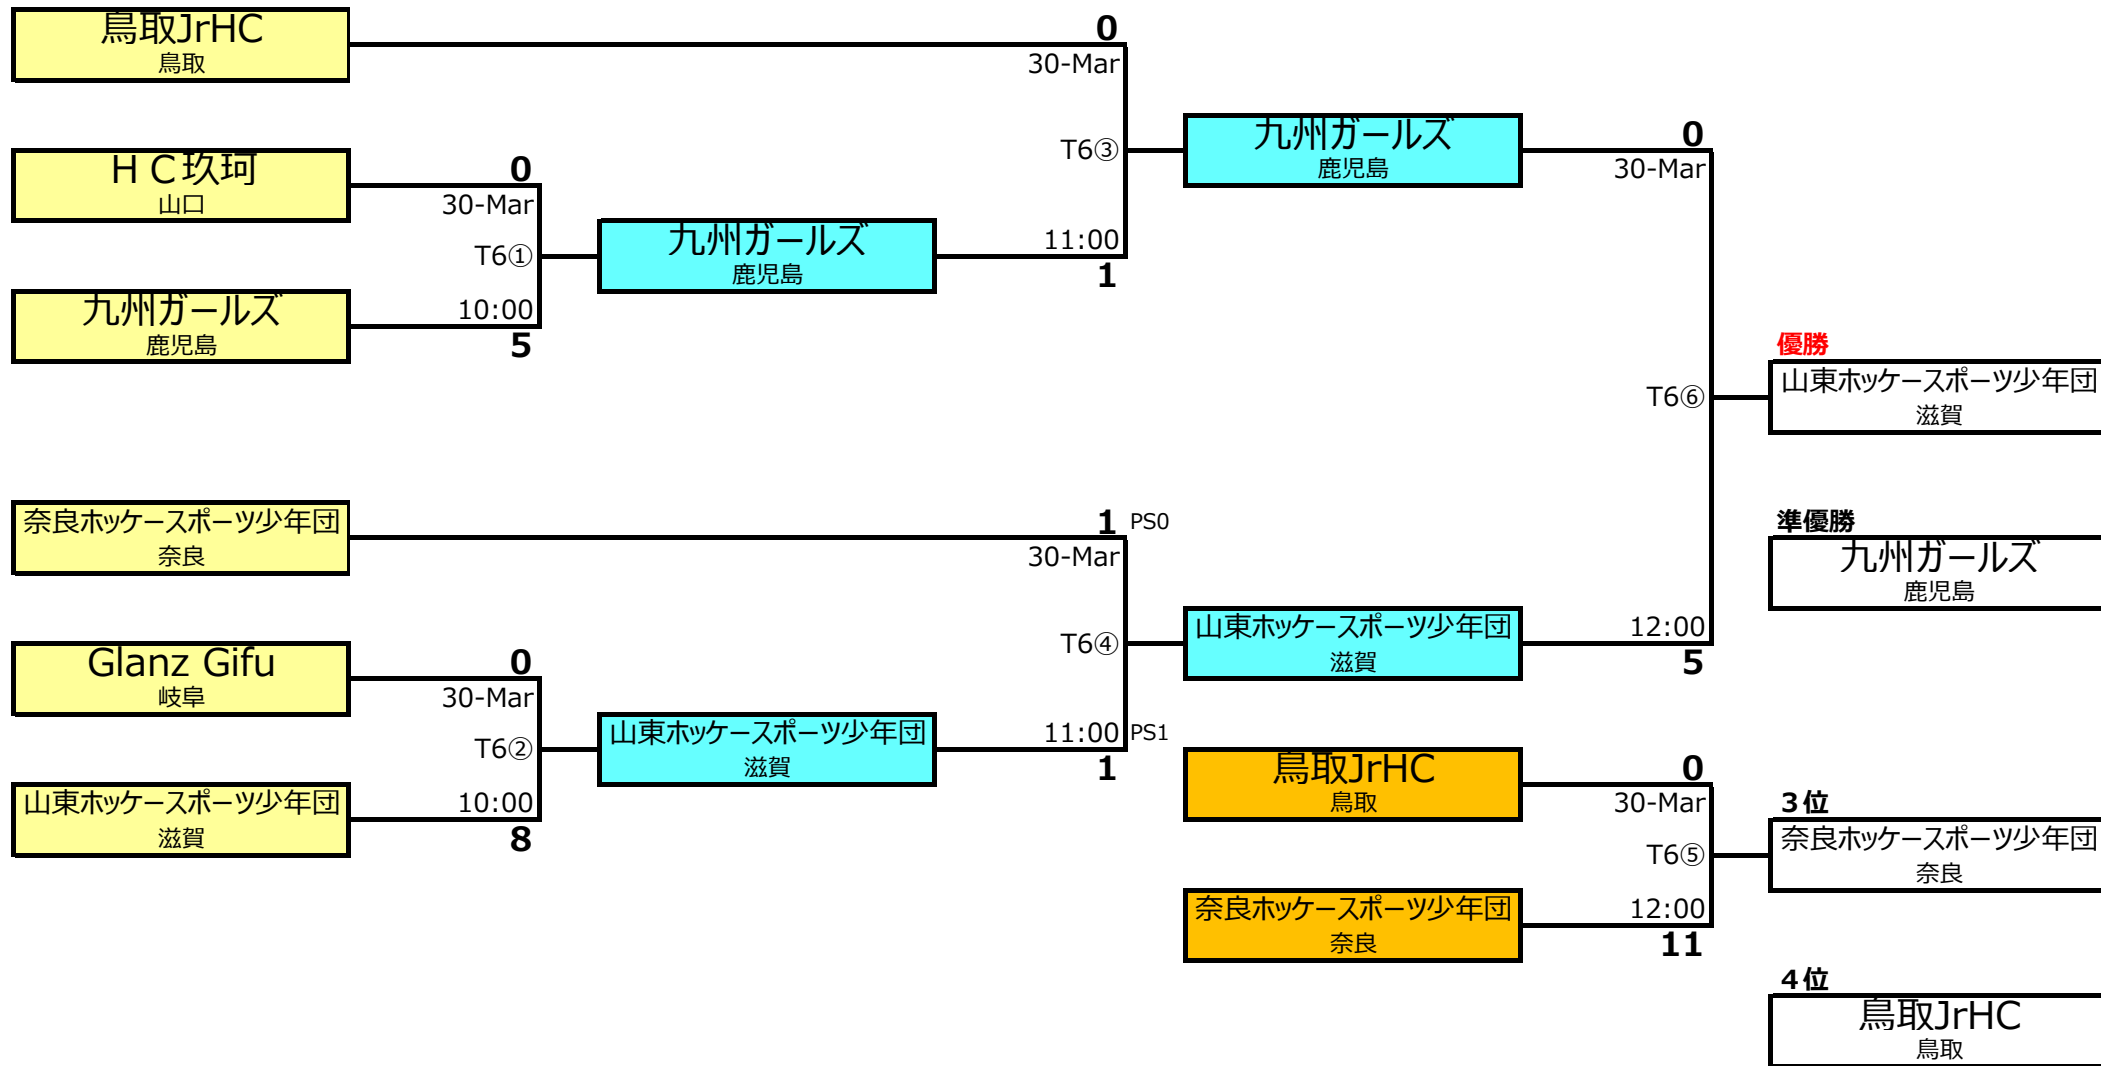 鳥取JrHC
鳥取
0
30-Mar
T6③
11:00
1
ＨＣ玖珂
山口
0
30-Mar
T6①
10:00
5
九州ガールズ
鹿児島
九州ガールズ
鹿児島
九州ガールズ
鹿児島
0
30-Mar
T6⑥
12:00
5
優勝
山東ホッケースポーツ少年団
滋賀
準優勝
九州ガールズ
鹿児島
奈良ホッケースポーツ少年団
奈良
1 PS0
30-Mar
T6④
11:00 PS1
1
Glanz Gifu
岐阜
0
30-Mar
T6②
10:00
8
山東ホッケースポーツ少年団
滋賀
山東ホッケースポーツ少年団
滋賀
山東ホッケースポーツ少年団
滋賀
鳥取JrHC
鳥取
0
30-Mar
T6⑤
12:00
11
奈良ホッケースポーツ少年団
奈良
３位
奈良ホッケースポーツ少年団
奈良
４位
鳥取JrHC
鳥取